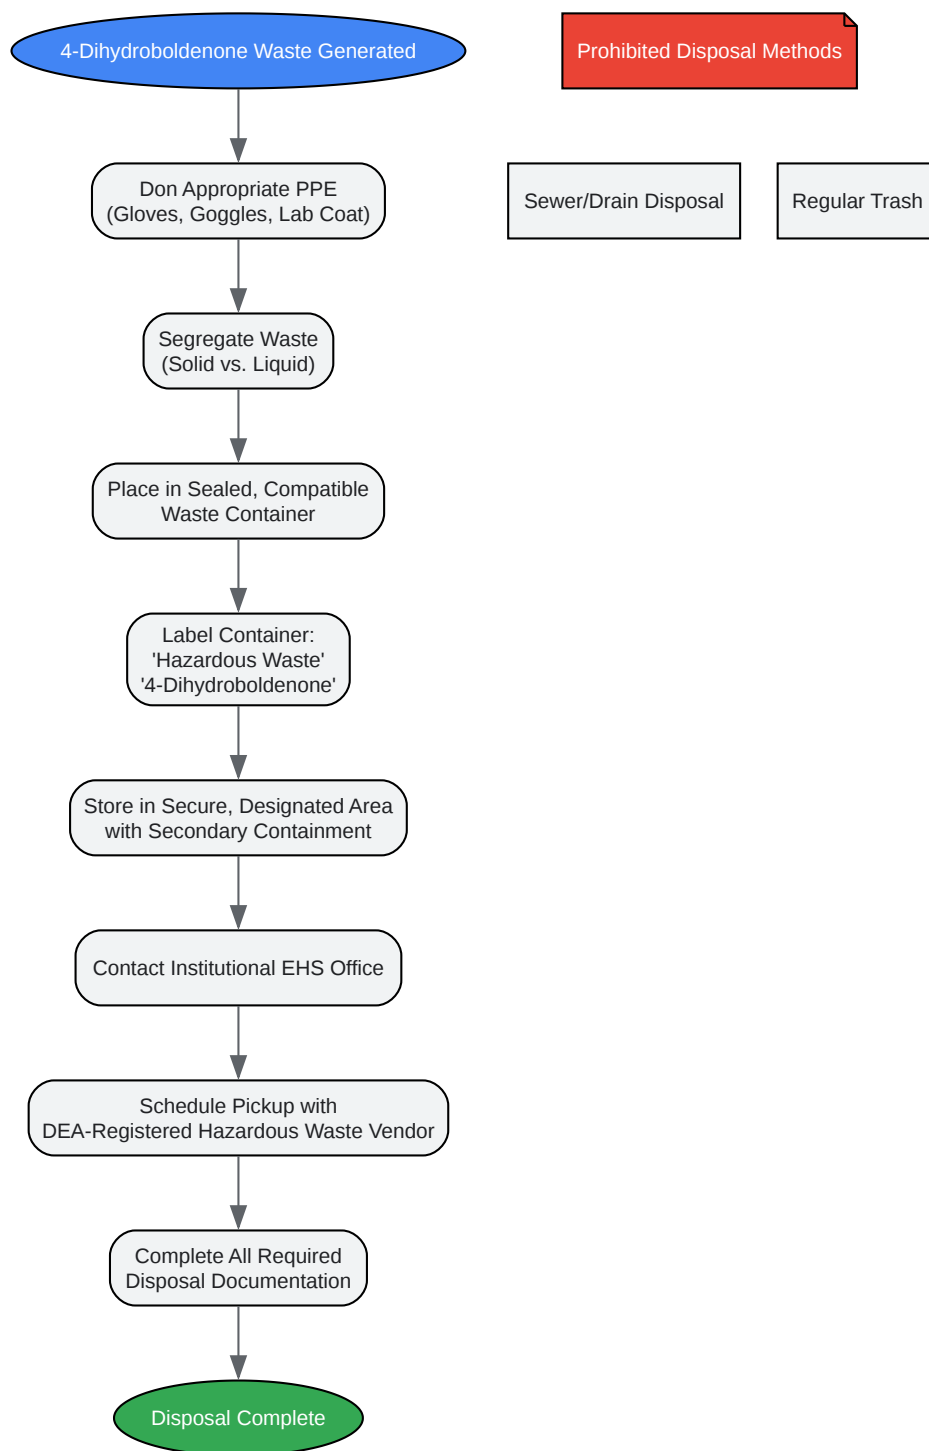 4-Dihydroboldenone Waste Generated
Prohibited Disposal Methods
Don Appropriate PPE
(Gloves, Goggles, Lab Coat)
Sewer/Drain Disposal
Regular Trash
Segregate Waste
(Solid vs. Liquid)
Place in Sealed, Compatible
Waste Container
Label Container:
'Hazardous Waste'
'4-Dihydroboldenone'
Store in Secure, Designated Area
with Secondary Containment
Contact Institutional EHS Office
Schedule Pickup with
DEA-Registered Hazardous Waste Vendor
Complete All Required
Disposal Documentation
Disposal Complete